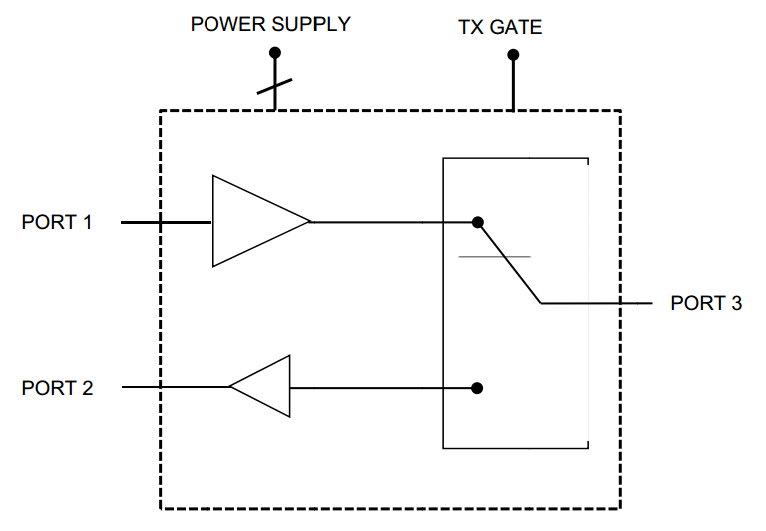 POWER SUPPLY
TX GATE
PORT 1
PORT 3
PORT 2